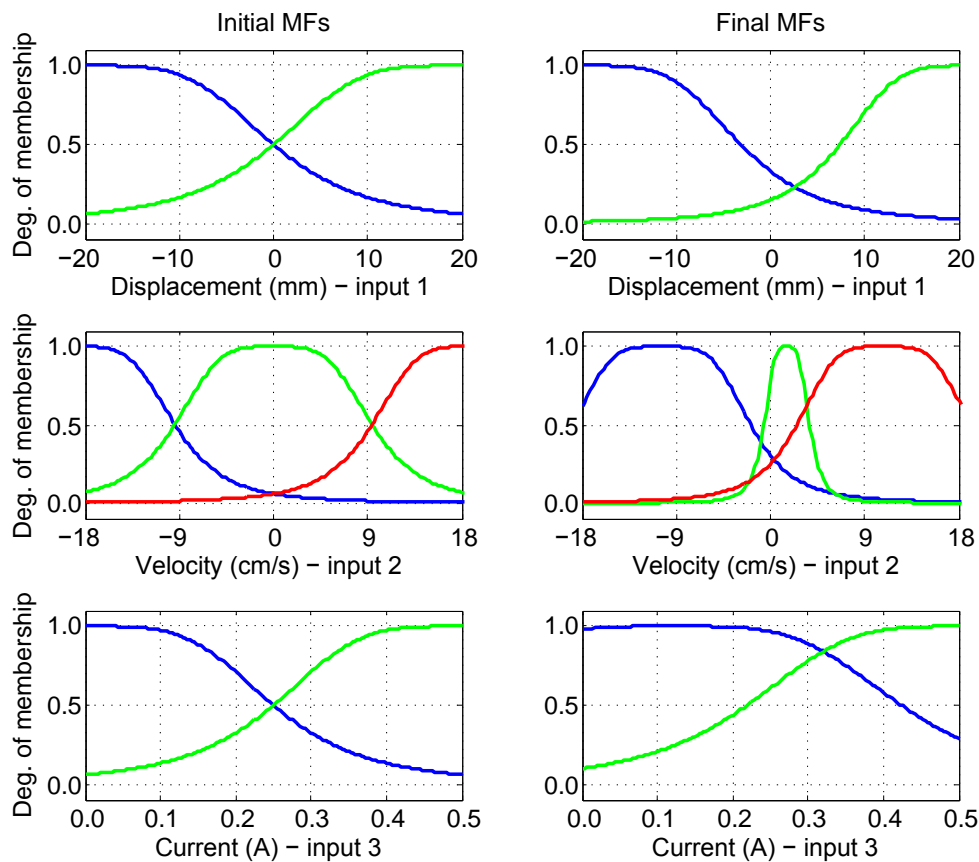 Initial MFs
Final MFs
Deg. of membership
1.0
0.5
0.0
−20 −10 0 10 20
Displacement (mm) − input 1
1.0
0.5
0.0
−20 −10 0 10 20
Displacement (mm) − input 1
Deg. of membership
1.0
0.5
0.0
−18 −9 0 9 18
Velocity (cm/s) − input 2
1.0
0.5
0.0
−18 −9 0 9 18
Velocity (cm/s) − input 2
Deg. of membership
1.0
0.5
0.0
0.0 0.1 0.2 0.3 0.4 0.5
Current (A) − input 3
1.0
0.5
0.0
0.0 0.1 0.2 0.3 0.4 0.5
Current (A) − input 3